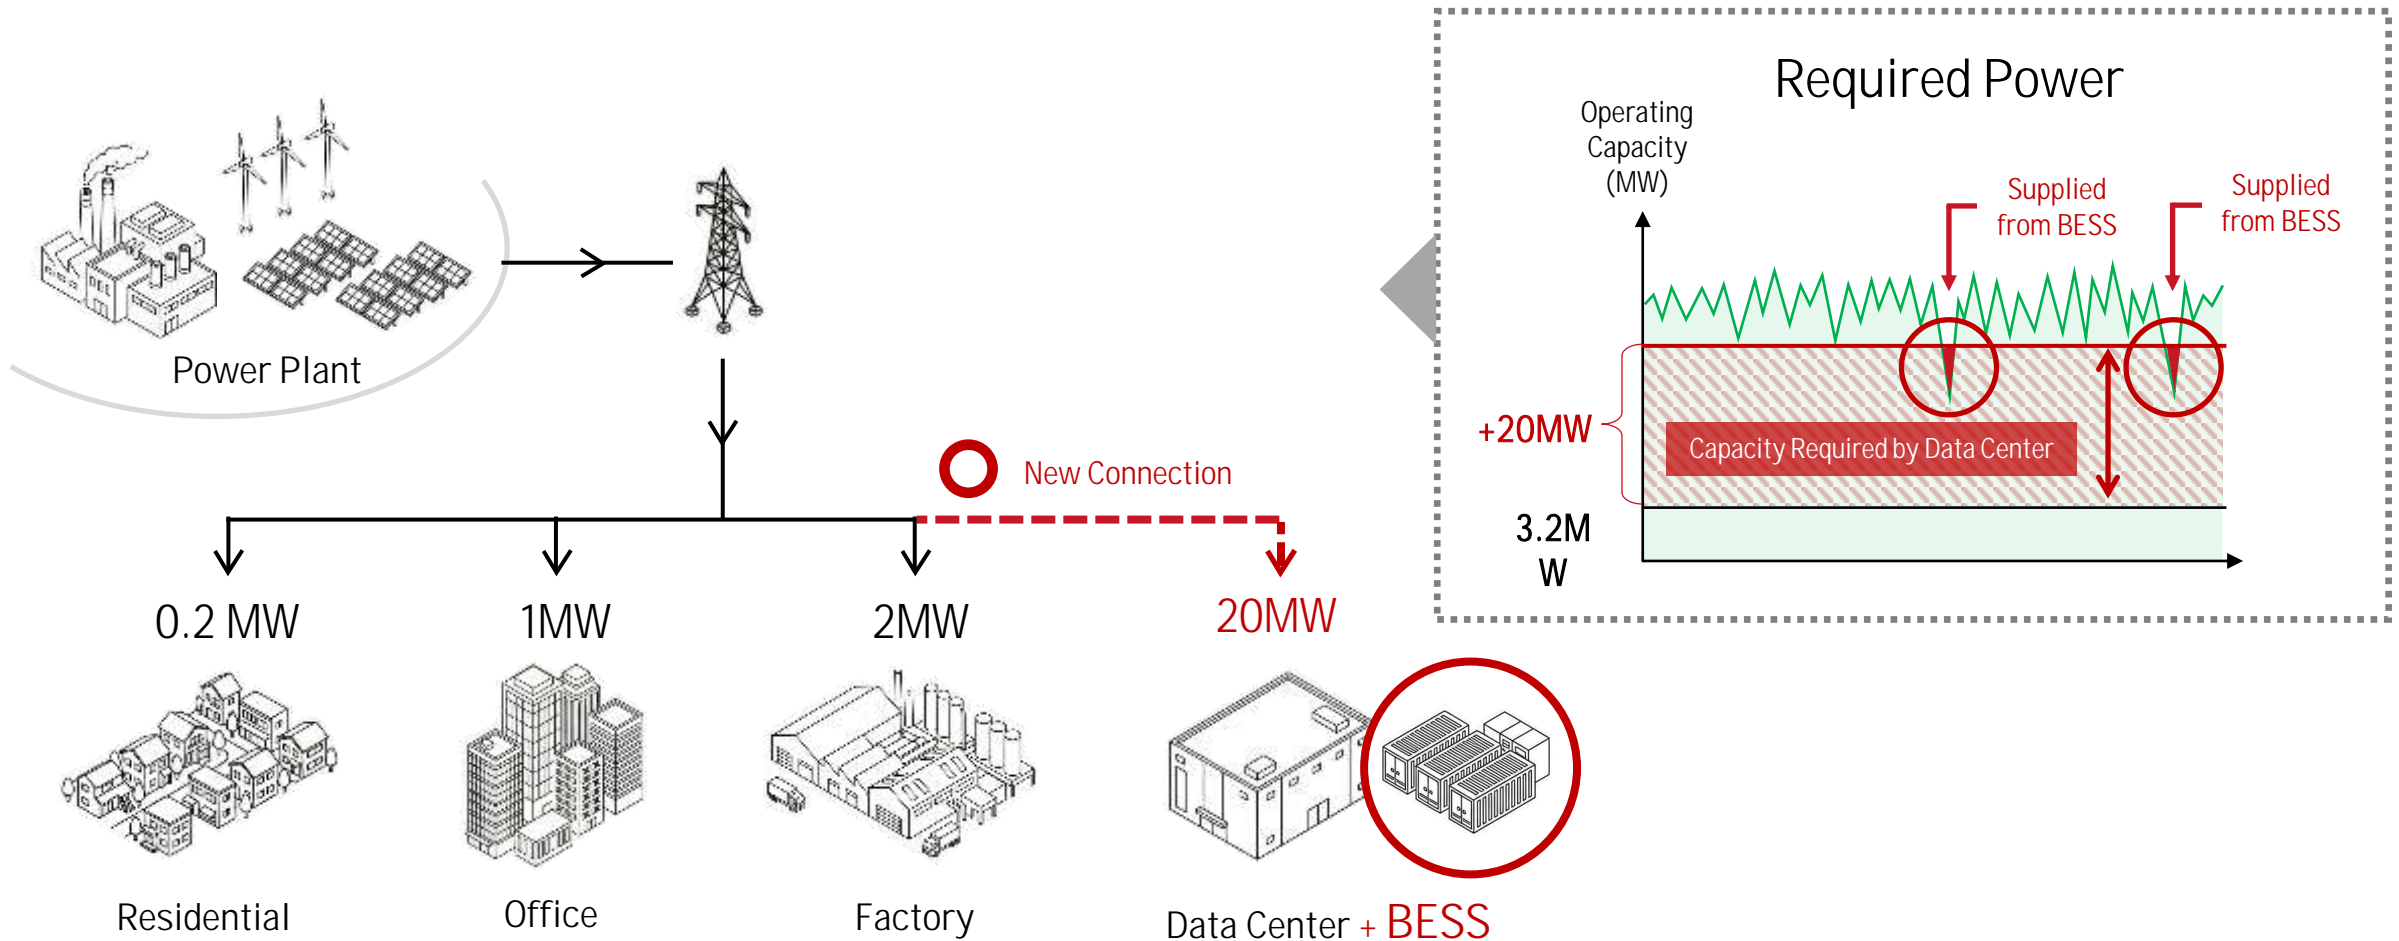 Required Power
Operating
Capacity
(MW)
Supplied
from BESS
Supplied
from BESS
+20MW
Capacity Required by Data Center
3.2M
W
Power Plant
New Connection
0.2 MW
1MW
2MW
20MW
Residential
Office
Factory
Data Center + BESS